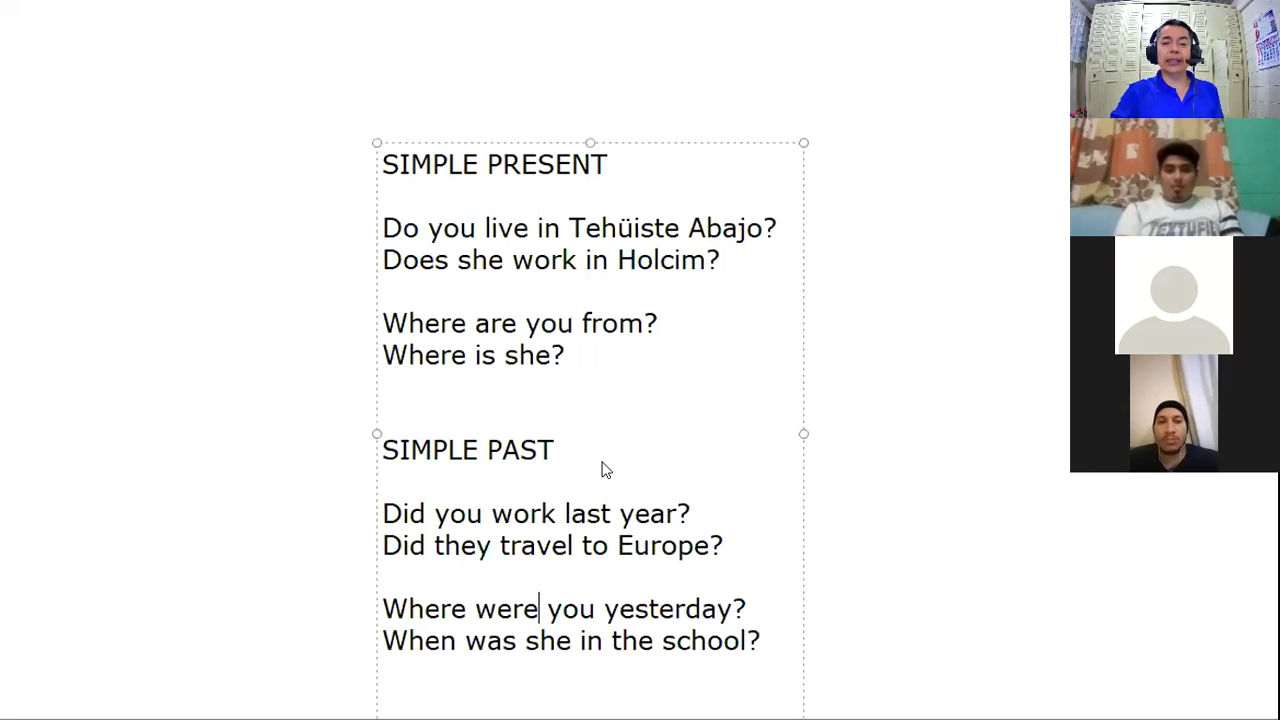 SIMPLE PRESENT
Do you live in Tehüiste Abajo?
Does she work in Holcim?
Where are you from?
Where is she?
SIMPLE PAST
Did you work last year?
Did they travel to Europe?
Where were you yesterday?
When was she in the school?